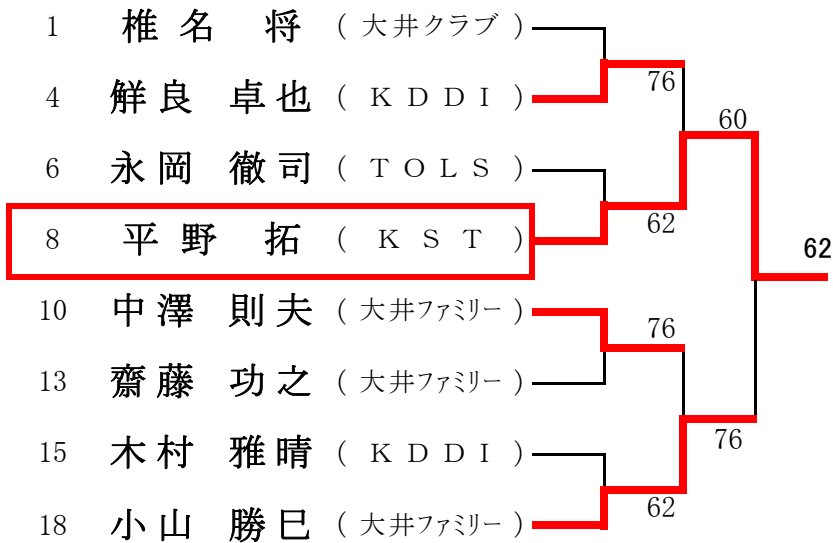 1 椎名 将 (大井クラブ)
76
4 鮮良 卓也 (KDDI)
60
6 永岡 徹司 (TOLS)
62
8 平野 拓 (KST)
62
10 中澤 則夫 (大井ファミリー)
76
13 齋藤 功之 (大井ファミリー)
15 木村 雅晴 (KDDI)
76
62
18 小山 勝巳 (大井ファミリー)